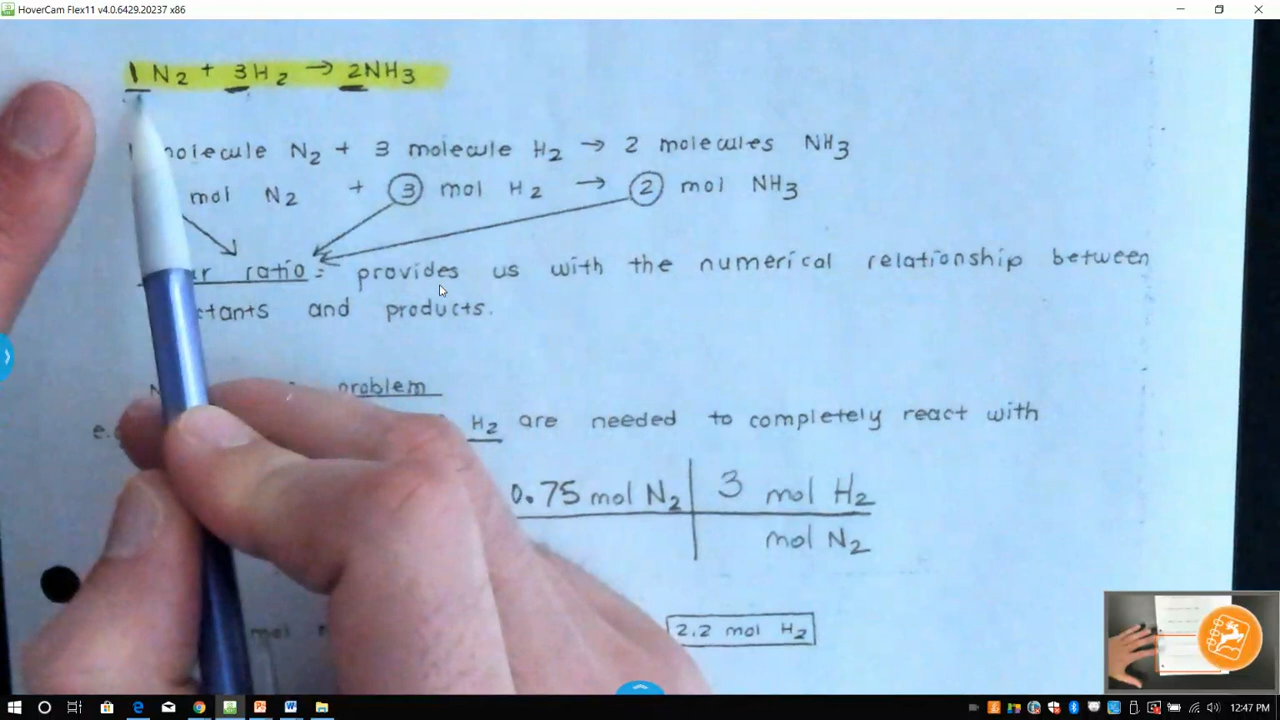 HoverCam Flex11 v4.0.6429.20237 x86
1 N2 + 3H2 → 2NH3
molecule N2 + 3 molecule H2 → 2 molecules NH3
mol N2 + 3 mol H2 → 2 mol NH3
ratio = provides us with the numerical relationship between
and products.
problem
H2 are needed to completely react with
0.75 mol N2 3 mol H2
mol N2
mol
2.2 mol H2
12:47 PM